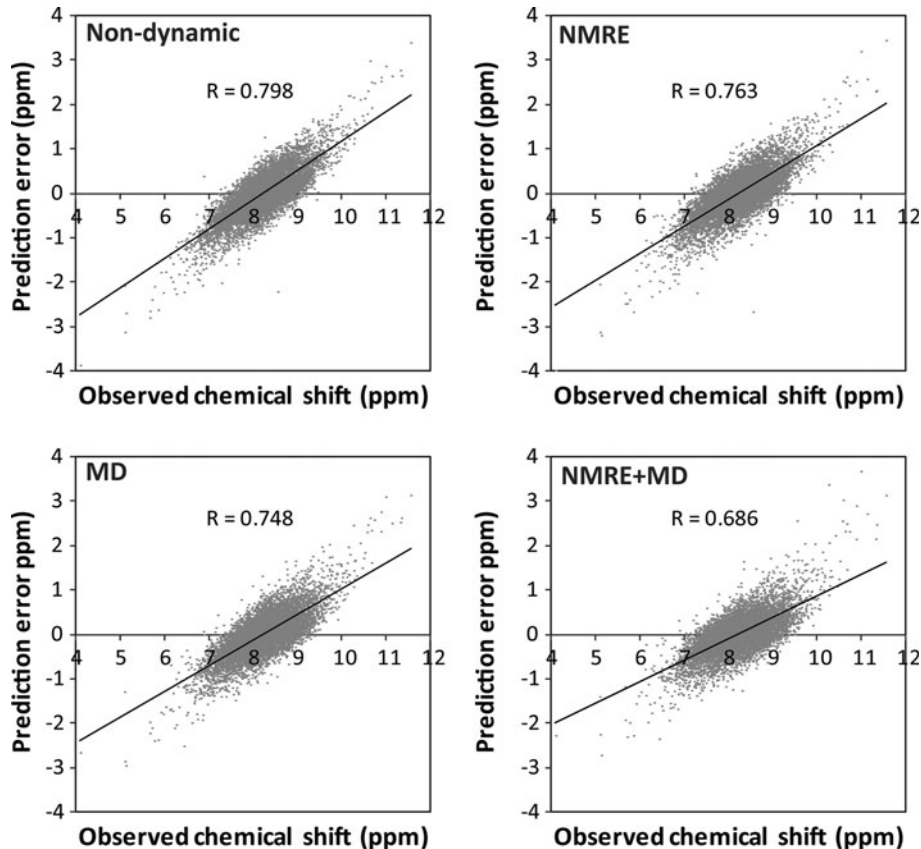 Non-dynamic
R = 0.798
Prediction error (ppm)
4
3
2
1
0
-1
-2
-3
-4
4 5 6 7 8 9 10 11 12
Observed chemical shift (ppm)
NMRE
R = 0.763
Prediction error (ppm)
4
3
2
1
0
-1
-2
-3
-4
4 5 6 7 8 9 10 11 12
Observed chemical shift (ppm)
MD
R = 0.748
Prediction error ppm)
4
3
2
1
0
-1
-2
-3
-4
4 5 6 7 8 9 10 11 12
Observed chemical shift (ppm)
NMRE+MD
R = 0.686
Prediction error ppm)
4
3
2
1
0
-1
-2
-3
-4
4 5 6 7 8 9 10 11 12
Observed chemical shift (ppm)